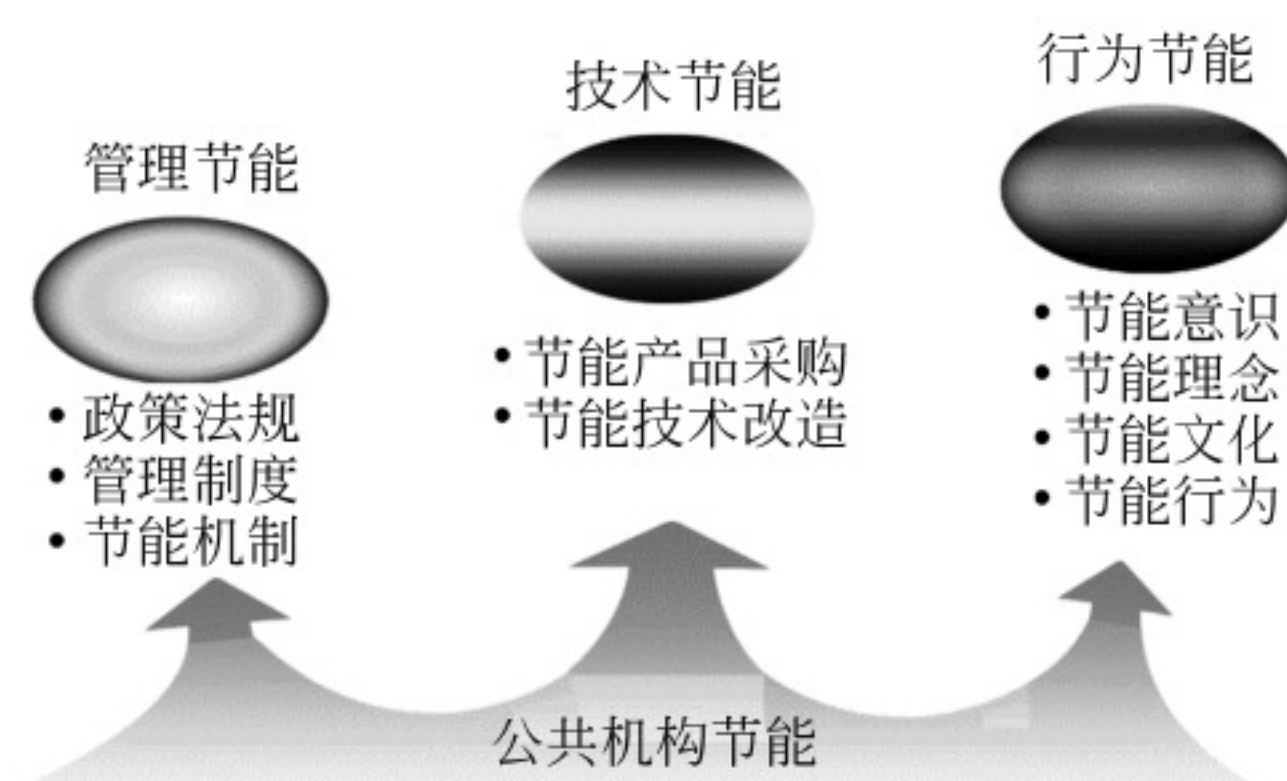 管理节能
• 政策法规
• 管理制度
• 节能机制
技术节能
• 节能产品采购
• 节能技术改造
行为节能
• 节能意识
• 节能理念
• 节能文化
• 节能行为
公共机构节能